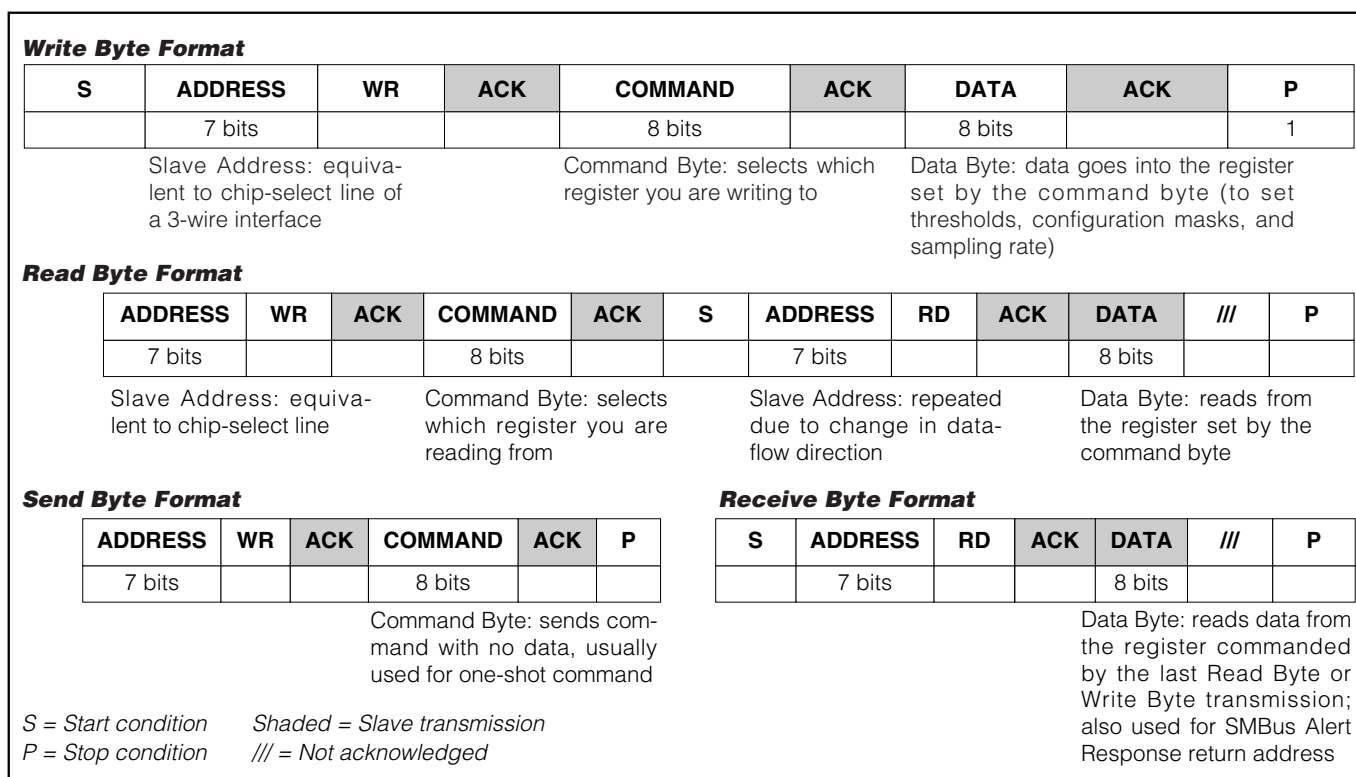 Write Byte Format
S ADDRESS WR ACK COMMAND ACK DATA ACK P
7 bits 8 bits 8 bits 1
Slave Address: equiva-
lent to chip-select line of
a 3-wire interface
Command Byte: selects which
register you are writing to
Data Byte: data goes into the register
set by the command byte (to set
thresholds, configuration masks, and
sampling rate)
Read Byte Format
ADDRESS WR ACK COMMAND ACK S ADDRESS RD ACK DATA /// P
7 bits 8 bits 7 bits 8 bits
Slave Address: equiva-
lent to chip-select line
Command Byte: selects
which register you are
reading from
Slave Address: repeated
due to change in data-
flow direction
Data Byte: reads from
the register set by the
command byte
Send Byte Format
ADDRESS WR ACK COMMAND ACK P
7 bits 8 bits
Command Byte: sends com-
mand with no data, usually
used for one-shot command
Receive Byte Format
S ADDRESS RD ACK DATA /// P
7 bits 8 bits
Data Byte: reads data from
the register commanded
by the last Read Byte or
Write Byte transmission;
also used for SMBus Alert
Response return address
S = Start condition Shaded = Slave transmission
P = Stop condition /// = Not acknowledged